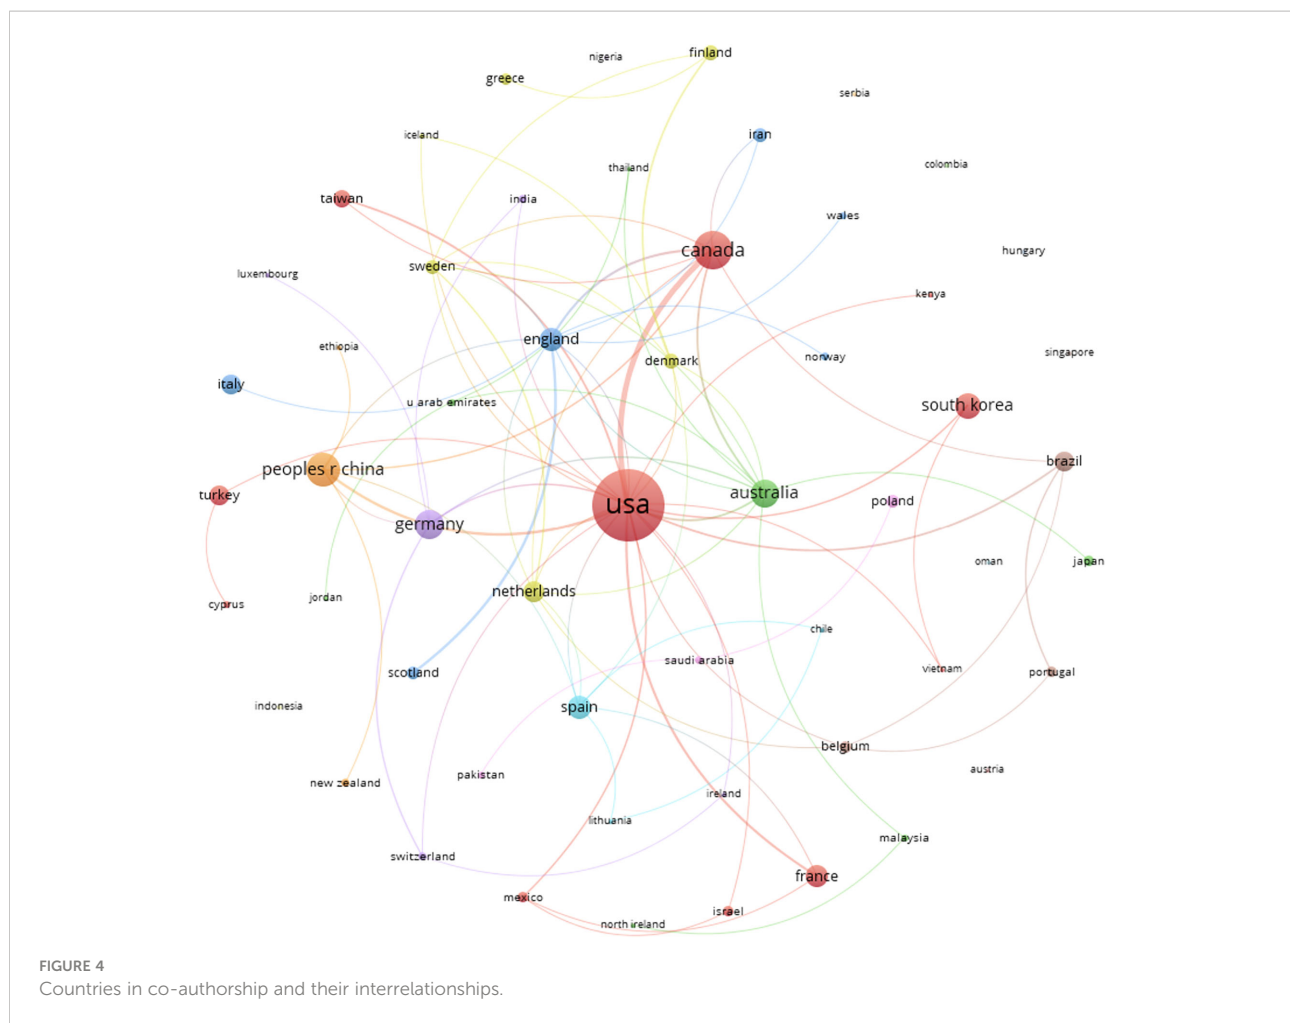 nigeria
finland
greece
serbia
iceland
iran
thailand
colombia
taiwan
india
wales
canada
hungary
sweden
luxembourg
kenya
england
ethiopia
denmark
norway
singapore
italy
u arab emirates
south korea
peoples r china
brazil
turkey
usa
australia
poland
germany
oman
japan
netherlands
jordan
cyprus
chile
saudi arabia
scotland
vietnam
portugal
indonesia
spain
belgium
austria
pakistan
new zealand
ireland
lithuania
malaysia
switzerland
france
mexico
israel
north ireland
FIGURE 4
Countries in co-authorship and their interrelationships.